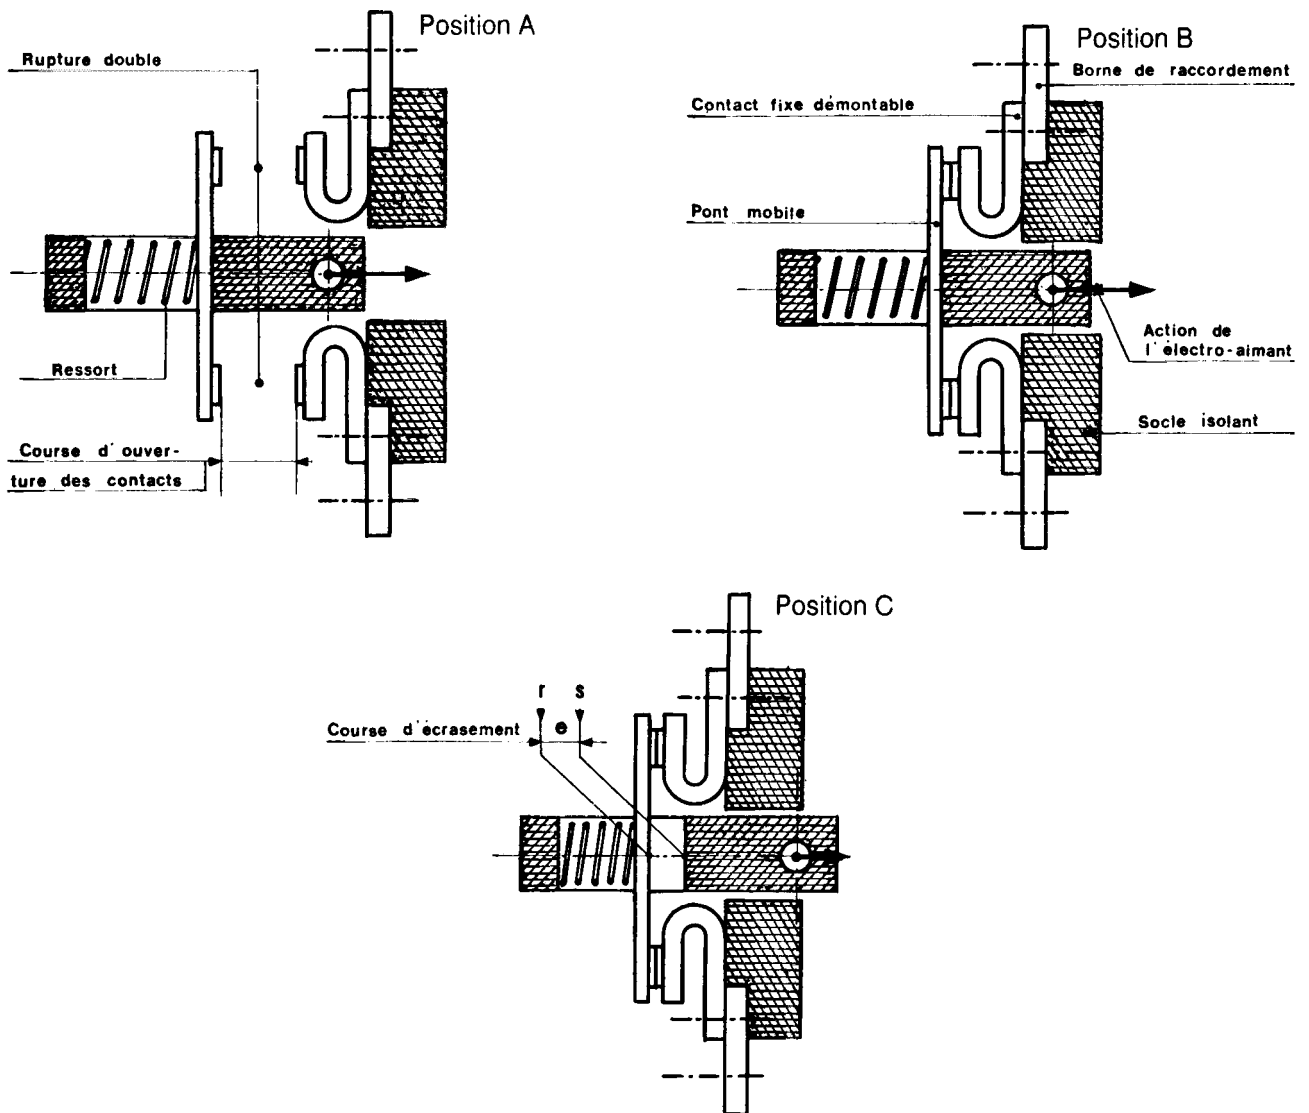 Position A
Rupture double
Ressort
Course d'ouver-
ture des contacts
Position B
Borne de raccordement
Contact fixe démontable
Pont mobile
Action de
l'électro-aimant
Socle isolant
Position C
r s
Course d'écrasement e